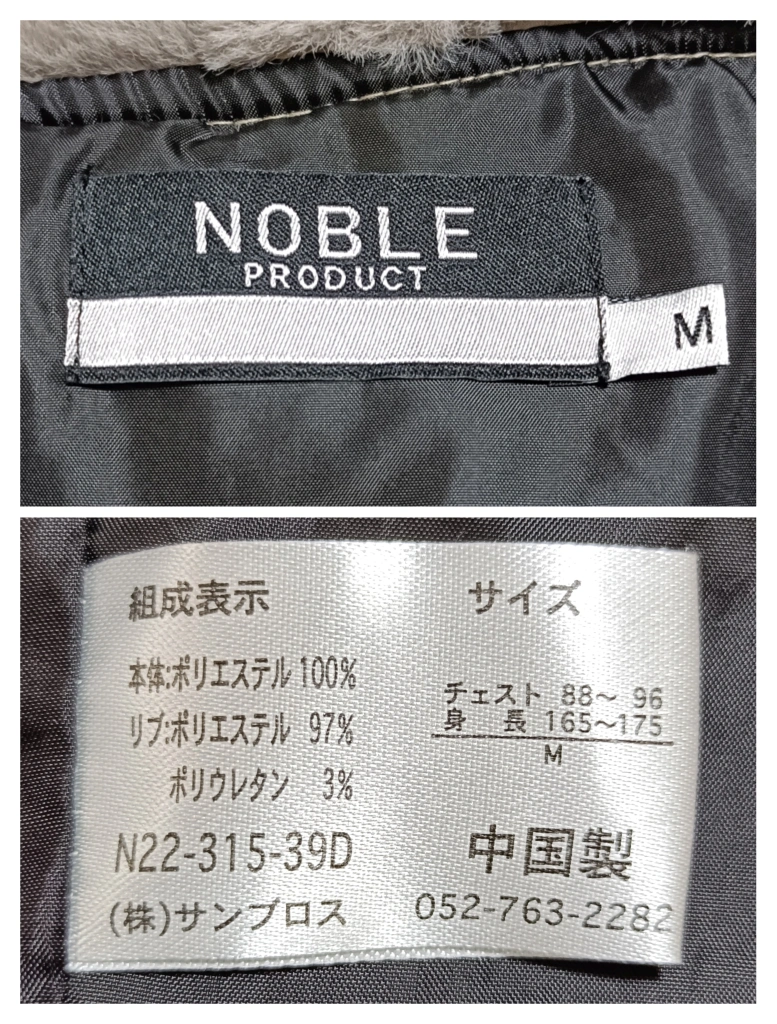 NOBLE
PRODUCT
M
組成表示
本体:ポリエステル 100%
リブ:ポリエステル 97%
ポリウレタン 3%
サイズ
チェスト 88～ 96
身 長 165～175
M
N22-315-39D
中国製
(株)サンブロス
052-763-2282